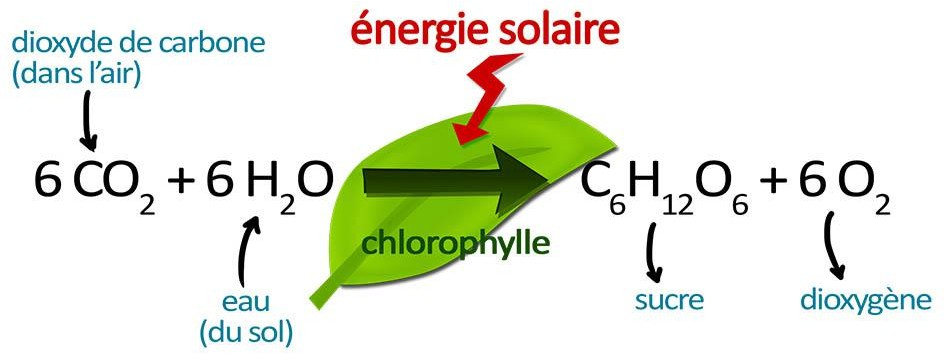 énergie solaire
dioxyde de carbone
(dans l'air)
6 CO₂ + 6 H₂O C₆H₁₂O₆ + 6 O₂
chlorophylle
eau
(du sol)
sucre
dioxygène